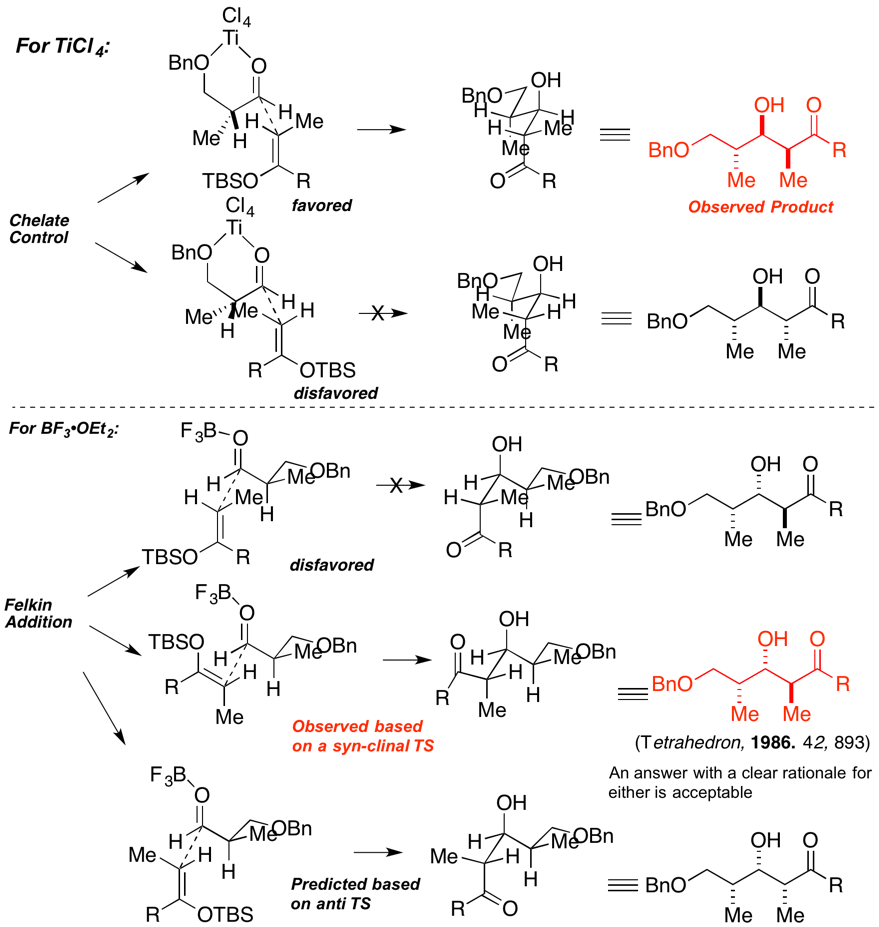 For TiCl4:
Cl4
Ti
BnO
O
H
Me
H
Me
H
TBSO
R
favored
BnO
OH
H
H
Me
Me
O
R
OH
O
BnO
R
Me
Me
Observed Product
Chelate
Control
Cl4
Ti
BnO
O
H
Me
Me
H
H
R
OTBS
disfavored
X
BnO
OH
H
H
Me
H
Me
O
R
OH
O
BnO
R
Me
Me
For BF3•OEt2:
F3B
O
H
OBn
Me
H
Me
H
TBSO
R
disfavored
X
OH
H
OBn
Me
H
Me
H
O
R
OH
O
BnO
R
Me
Me
Felkin
Addition
F3B
O
TBSO
H
OBn
Me
H
H
R
Me
Observed based
on a syn-clinal TS
OH
O
H
OBn
Me
R
H
H
Me
OH
O
BnO
R
Me
Me
(Tetrahedron, 1986. 42, 893)
An answer with a clear rationale for
either is acceptable
F3B
O
H
OBn
Me
Me
H
H
R
OTBS
Predicted based
on anti TS
OH
H
OBn
Me
Me
H
H
R
O
OH
O
BnO
R
Me
Me